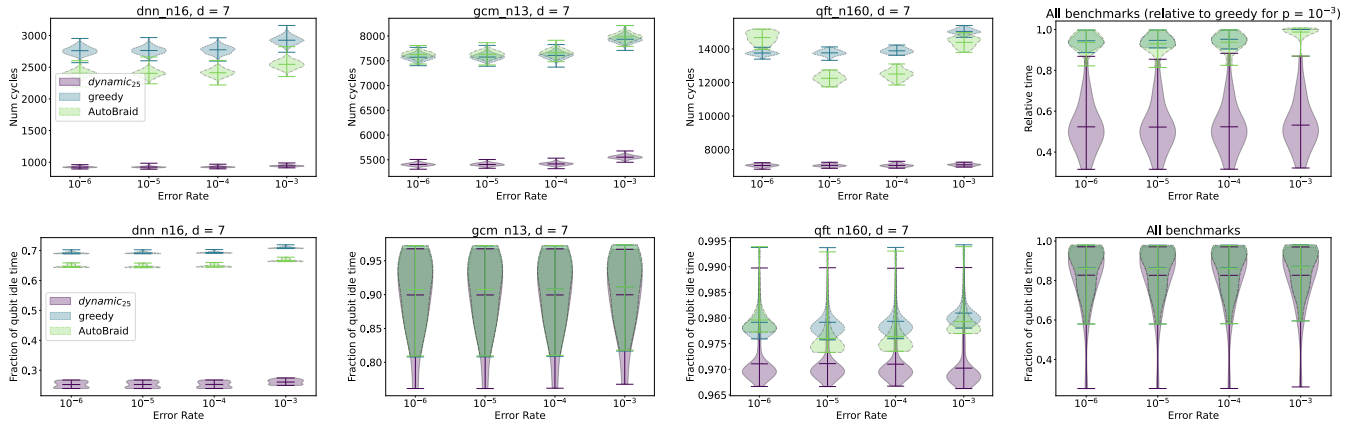 dnn_n16, d = 7
Num cycles
3000
2500
2000
1500
1000
dynamic25
greedy
AutoBraid
10−6
10−5
10−4
10−3
Error Rate
gcm_n13, d = 7
Num cycles
8000
7500
7000
6500
6000
5500
10−6
10−5
10−4
10−3
Error Rate
qft_n160, d = 7
Num cycles
14000
12000
10000
8000
10−6
10−5
10−4
10−3
Error Rate
All benchmarks (relative to greedy for p = 10−3)
Relative time
1.0
0.8
0.6
0.4
10−6
10−5
10−4
10−3
Error Rate
dnn_n16, d = 7
Fraction of qubit idle time
0.7
0.6
0.5
0.4
0.3
dynamic25
greedy
AutoBraid
10−6
10−5
10−4
10−3
Error Rate
gcm_n13, d = 7
Fraction of qubit idle time
0.95
0.90
0.85
0.80
10−6
10−5
10−4
10−3
Error Rate
qft_n160, d = 7
Fraction of qubit idle time
0.995
0.990
0.985
0.980
0.975
0.970
0.965
10−6
10−5
10−4
10−3
Error Rate
All benchmarks
Fraction of qubit idle time
1.0
0.8
0.6
0.4
10−6
10−5
10−4
10−3
Error Rate